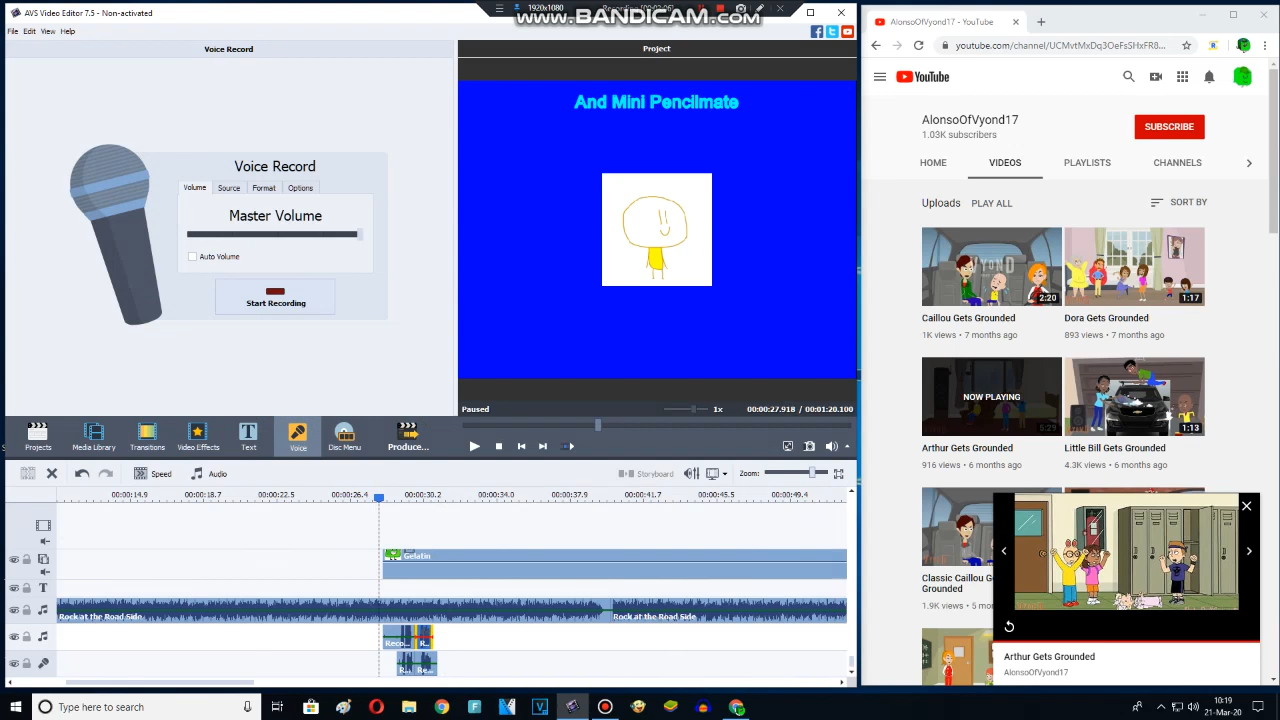 AVS Video Editor 7.5 - Non-activated
1920x1080
www.BANDICAM.com
File Edit View Help
Voice Record
Project
And Mini Pencilmate
Voice Record
Volume Source Format Options
Master Volume
Auto Volume
Start Recording
Paused 1x 00:00:27.918 / 00:01:20.100
Projects Media Library Transitions Video Effects Text Voice Disc Menu Produce...
Speed Audio Storyboard Zoom:
00:00:14.9 00:00:18.7 00:00:22.5 00:00:26.4 00:00:30.2 00:00:34.0 00:00:37.9 00:00:41.7 00:00:45.5 00:00:49.4
Gelatin
T
Rock at the Road Side Rock at the Road Side
Reco... R...
R... Re...
AlonsoOfVyond17 - YouTube
youtube.com/channel/UCMvtMxDq3OeFsSHxFR8...
YouTube
AlonsoOfVyond17
1.03K subscribers
SUBSCRIBE
HOME VIDEOS PLAYLISTS CHANNELS
Uploads PLAY ALL SORT BY
2:20 1:17
Caillou Gets Grounded Dora Gets Grounded
1K views • 7 months ago 893 views • 7 months ago
NOW PLAYING
5:29 1:13
Arthur Gets Grounded Little Bill Gets Grounded
916 views • 6 months ago 4.3K views • 6 months ago
Classic Caillou Gets
Grounded
1.9K views • 5 mon
Arthur Gets Grounded
AlonsoOfVyond17
Type here to search
10:19
21-Mar-20